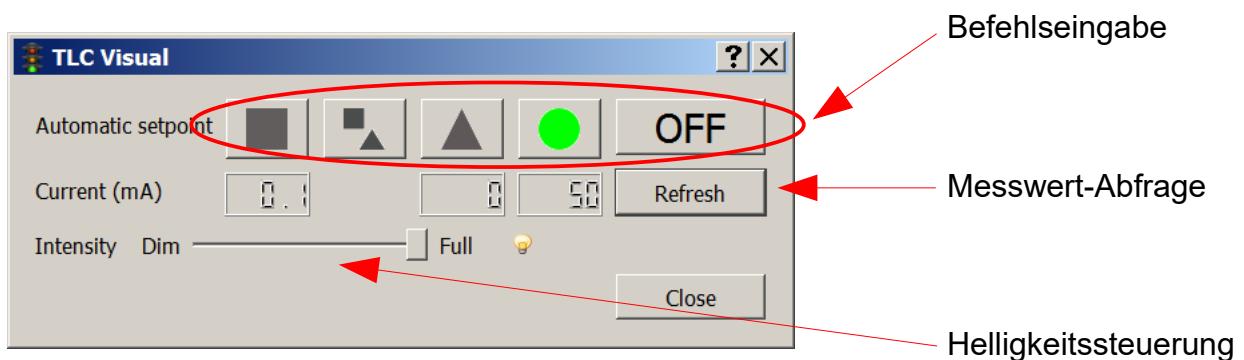 Befehlseingabe
TLC Visual
Automatic setpoint OFF
Current (mA) 0.1 0 50 Refresh
Messwert-Abfrage
Intensity Dim Full
Close
Helligkeitssteuerung